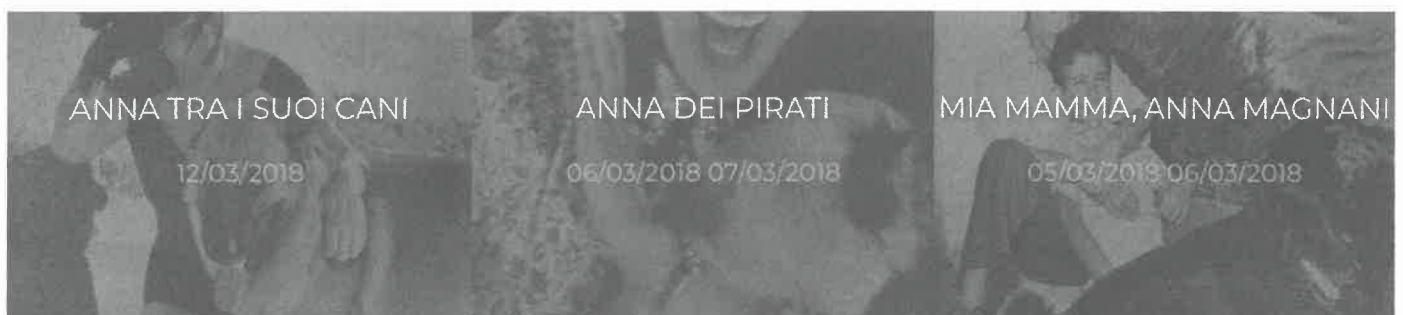 ANNA TRA I SUOI CANI
12/03/2018
ANNA DEI PIRATI
06/03/2018 07/03/2018
MIA MAMMA, ANNA MAGNANI
05/03/2018 06/03/2018